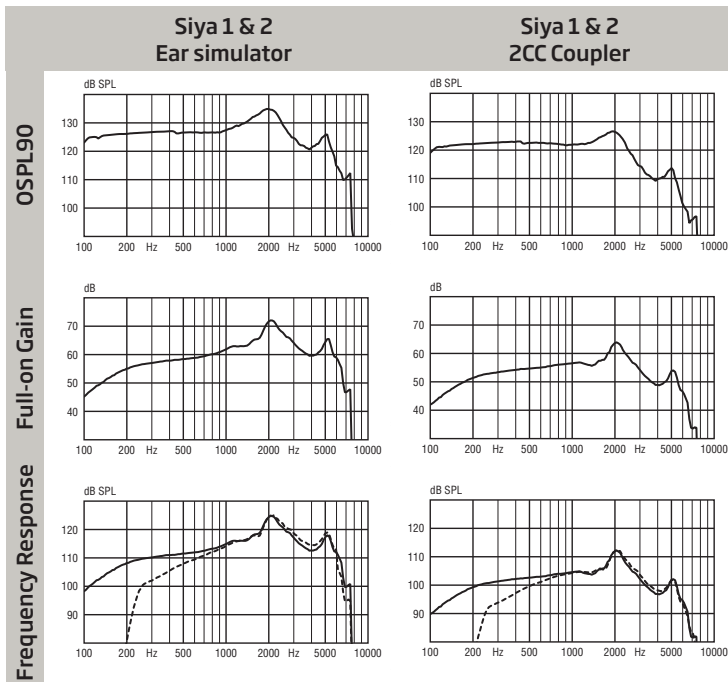 Siya 1 & 2
Ear simulator
Siya 1 & 2
2CC Coupler
OSPL90
dB SPL
130
120
110
100
100 200 Hz 500 1000 2000 Hz 5000 10000
dB SPL
130
120
110
100
100 200 Hz 500 1000 2000 Hz 5000 10000
Full-on Gain
dB
70
60
50
40
100 200 Hz 500 1000 2000 Hz 5000 10000
dB
70
60
50
40
100 200 Hz 500 1000 2000 Hz 5000 10000
Frequency Response
dB SPL
120
110
100
90
100 200 Hz 500 1000 2000 Hz 5000 10000
dB SPL
120
110
100
90
100 200 Hz 500 1000 2000 Hz 5000 10000